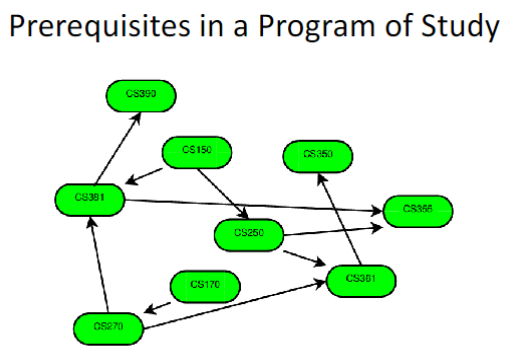 Prerequisites in a Program of Study
CS390
CS150
CS350
CS381
CS355
CS250
CS361
CS170
CS270